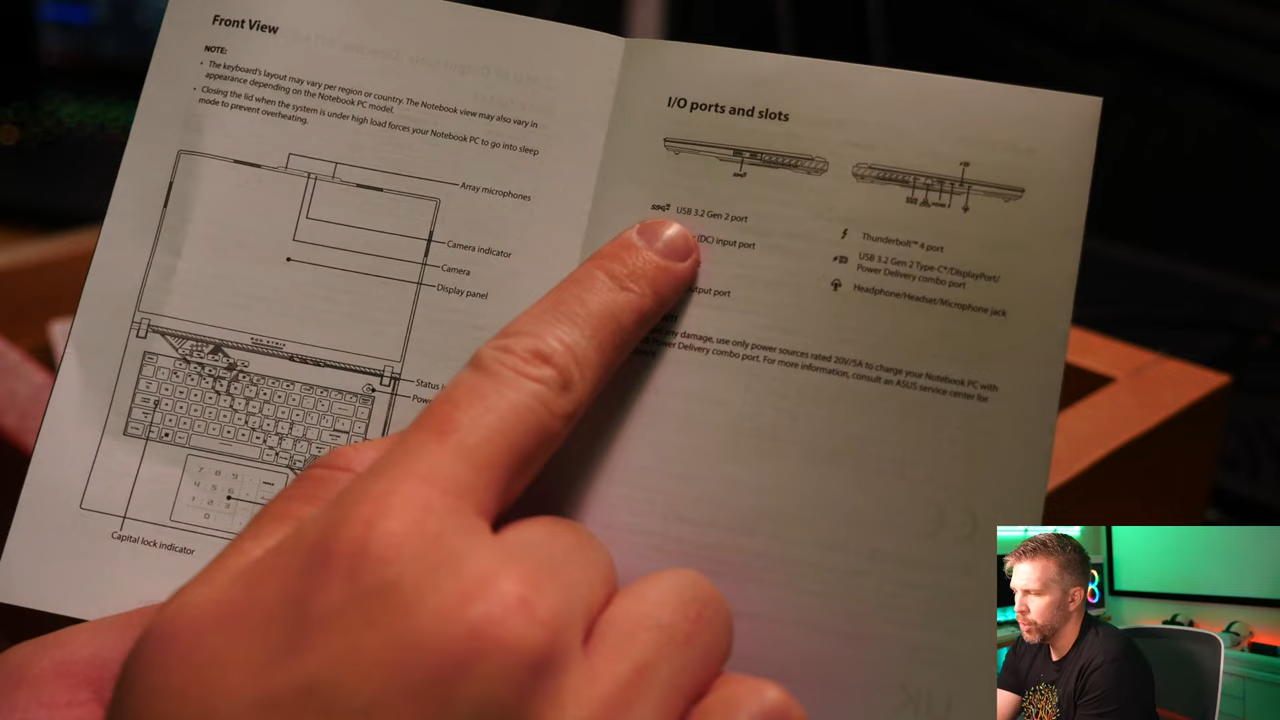 Front View
NOTE:
• The keyboard's layout may vary per region or country. The Notebook view may also vary in
appearance depending on the Notebook PC model.
• Closing the lid when the system is under high load forces your Notebook PC to go into sleep
mode to prevent overheating.
Array microphones
Camera indicator
Camera
Display panel
ROG STRIX
Status
Capital lock indicator
I/O ports and slots
USB 3.2 Gen 2 port
(DC) input port
output port
Thunderbolt™ 4 port
USB 3.2 Gen 2 Type-C®/DisplayPort/
Power Delivery combo port
Headphone/Headset/Microphone jack
any damage, use only power sources rated 20V/5A to charge your Notebook PC with
Power Delivery combo port. For more information, consult an ASUS service center for